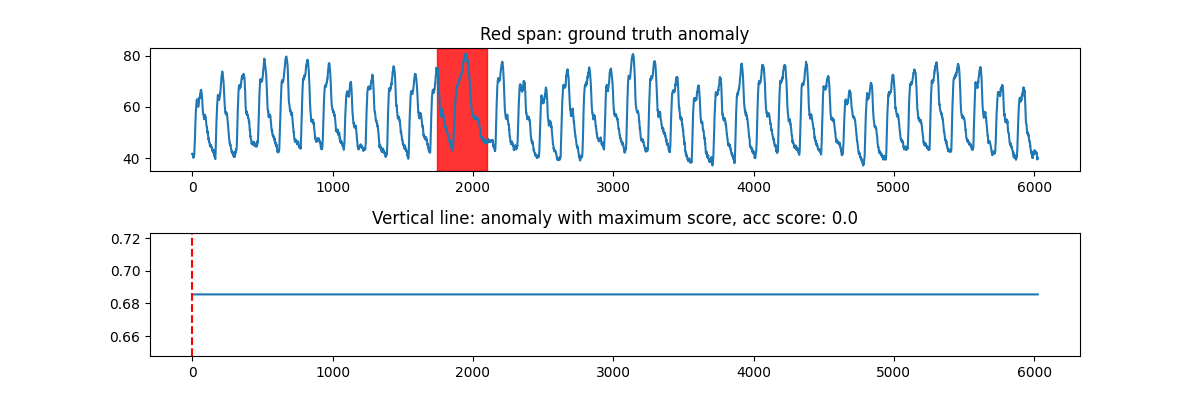 Red span: ground truth anomaly
80
60
40
0 1000 2000 3000 4000 5000 6000
Vertical line: anomaly with maximum score, acc score: 0.0
0.72
0.70
0.68
0.66
0 1000 2000 3000 4000 5000 6000